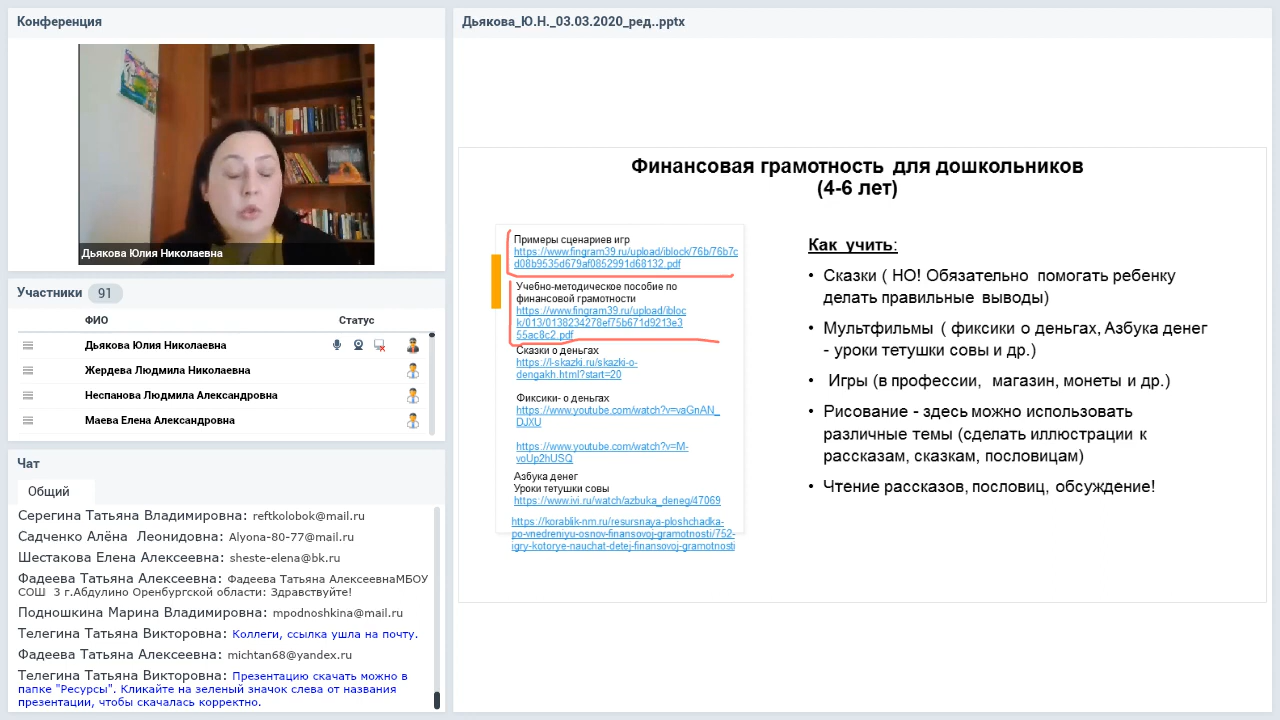 Конференция
Дьякова Юлия Николаевна
Участники 91
ФИО Статус
Дьякова Юлия Николаевна
Жердева Людмила Николаевна
Неспанова Людмила Александровна
Маева Елена Александровна
Чат
Общий
Серегина Татьяна Владимировна: reftkolobok@mail.ru
Садченко Алёна Леонидовна: Alyona-80-77@mail.ru
Шестакова Елена Алексеевна: sheste-elena@bk.ru
Фадеева Татьяна Алексеевна: Фадеева Татьяна АлексеевнаМБОУ
СОШ 3 г.Абдулино Оренбургской области: Здравствуйте!
Подношкина Марина Владимировна: mpodnoshkina@mail.ru
Телегина Татьяна Викторовна: Коллеги, ссылка ушла на почту.
Фадеева Татьяна Алексеевна: michtan68@yandex.ru
Телегина Татьяна Викторовна: Презентацию скачать можно в
папке "Ресурсы". Кликайте на зеленый значок слева от названия
презентации, чтобы скачалась корректно.
Дьякова_Ю.Н._03.03.2020_ред..pptx
Финансовая грамотность для дошкольников
(4-6 лет)
Примеры сценариев игр
https://www.fingram39.ru/upload/iblock/76b/76b7c
d08b9535d679af0852991d68132.pdf
Учебно-методическое пособие по
финансовой грамотности
https://www.fingram39.ru/upload/ibloc
k/013/0138234278ef75b671d9213e3
55ac8c2.pdf
Сказки о деньгах
https://l-skazki.ru/skazki-o-
dengakh.html?start=20
Фиксики- о деньгах
https://www.youtube.com/watch?v=vaGnAN_
DJXU
https://www.youtube.com/watch?v=M-
voUp2hUSQ
Азбука денег
Уроки тетушки совы
https://www.ivi.ru/watch/azbuka_deneg/47069
https://korablik-nm.ru/resursnaya-ploshchadka-
po-vnedreniyu-osnov-finansovoj-gramotnosti/752-
igry-kotorye-nauchat-detej-finansovoj-gramotnosti
Как учить:
• Сказки ( НО! Обязательно помогать ребенку
делать правильные выводы)
• Мультфильмы ( фиксики о деньгах, Азбука денег
- уроки тетушки совы и др.)
• Игры (в профессии, магазин, монеты и др.)
• Рисование - здесь можно использовать
различные темы (сделать иллюстрации к
рассказам, сказкам, пословицам)
• Чтение рассказов, пословиц, обсуждение!